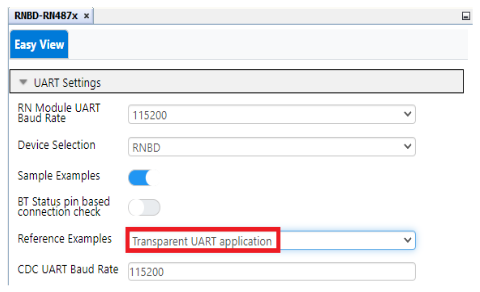 RNBD-RN487x ×
Easy View
UART Settings
RN Module UART
Baud Rate
115200
Device Selection
RNBD
Sample Examples
BT Status pin based
connection check
Reference Examples
Transparent UART application
CDC UART Baud Rate
115200